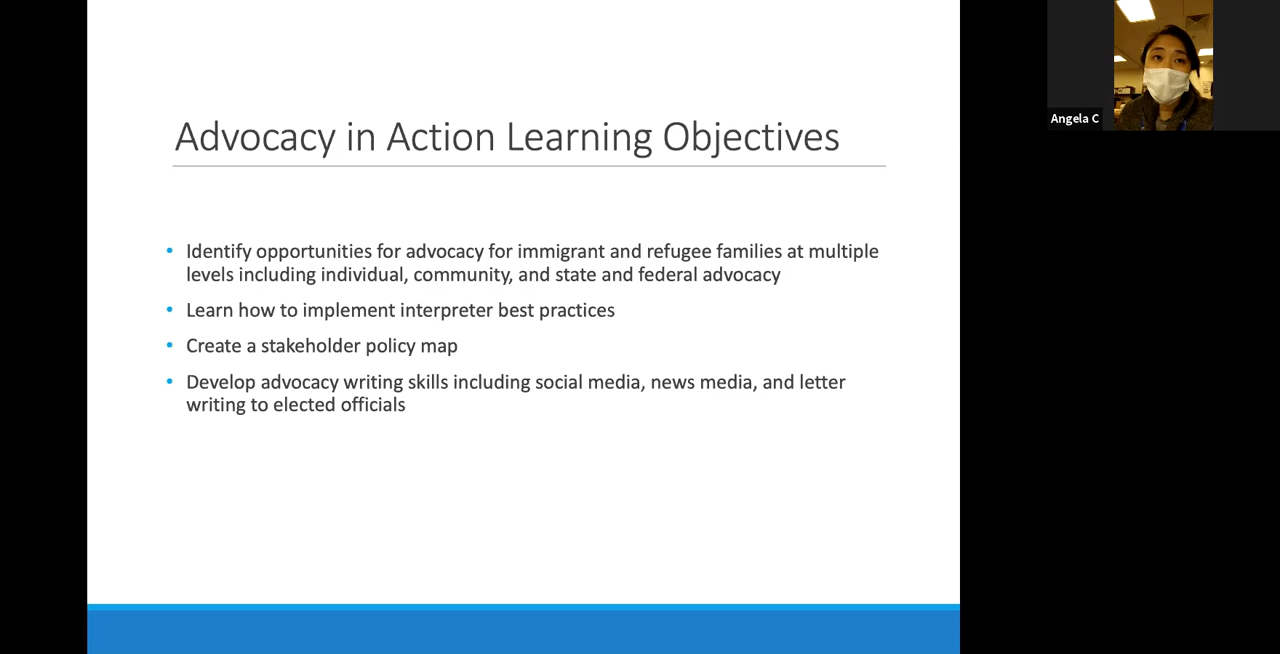 Advocacy in Action Learning Objectives
• Identify opportunities for advocacy for immigrant and refugee families at multiple
levels including individual, community, and state and federal advocacy
• Learn how to implement interpreter best practices
• Create a stakeholder policy map
• Develop advocacy writing skills including social media, news media, and letter
writing to elected officials
Angela C